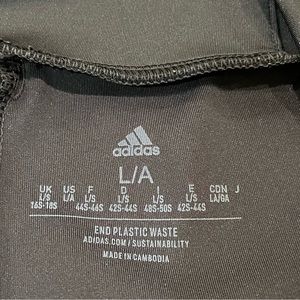 adidas
L/A
UK US F D I E CDN J
L/S L/A L/S L/S L/S L/S LA/GA
16S-18S 44S-46S 42S-44S 48S-50S 42S-44S
END PLASTIC WASTE
ADIDAS.COM/SUSTAINABILITY
MADE IN CAMBODIA